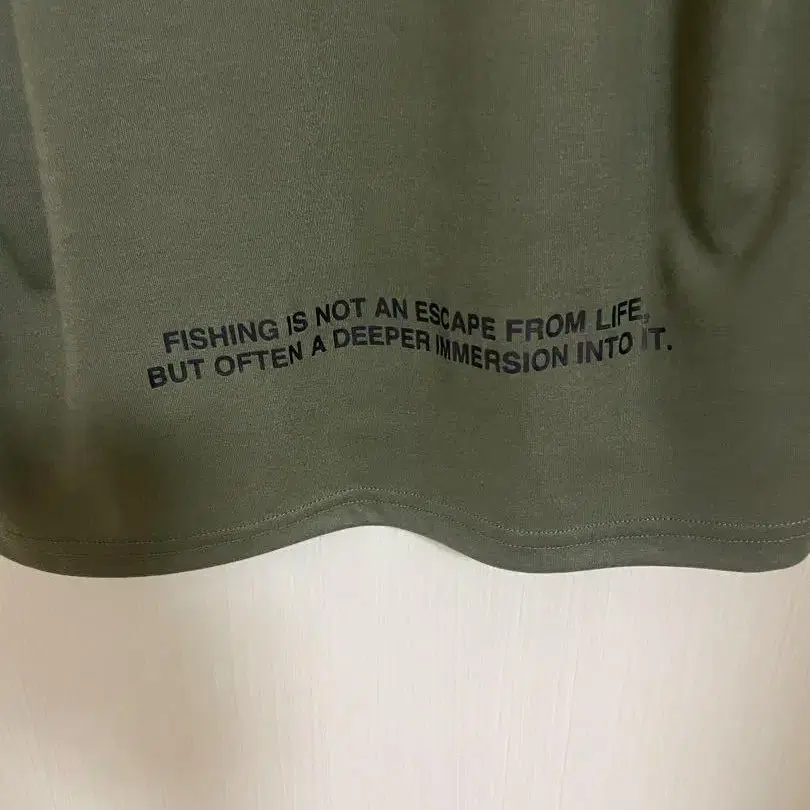 FISHING IS NOT AN ESCAPE FROM LIFE,
BUT OFTEN A DEEPER IMMERSION INTO IT.